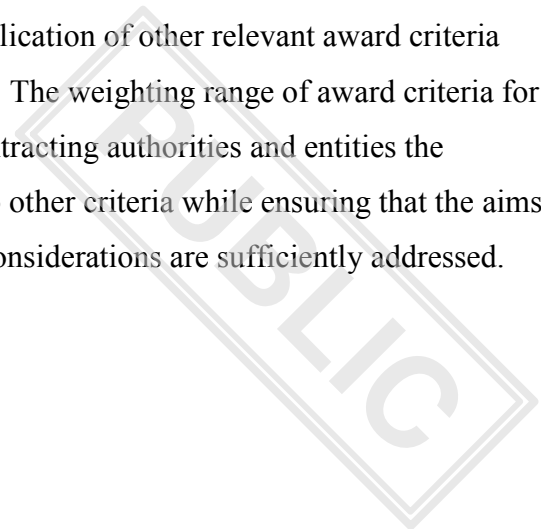 lication of other relevant award criteria
The weighting range of award criteria for
tracting authorities and entities the
other criteria while ensuring that the aims
onsiderations are sufficiently addressed.
PUBLIC